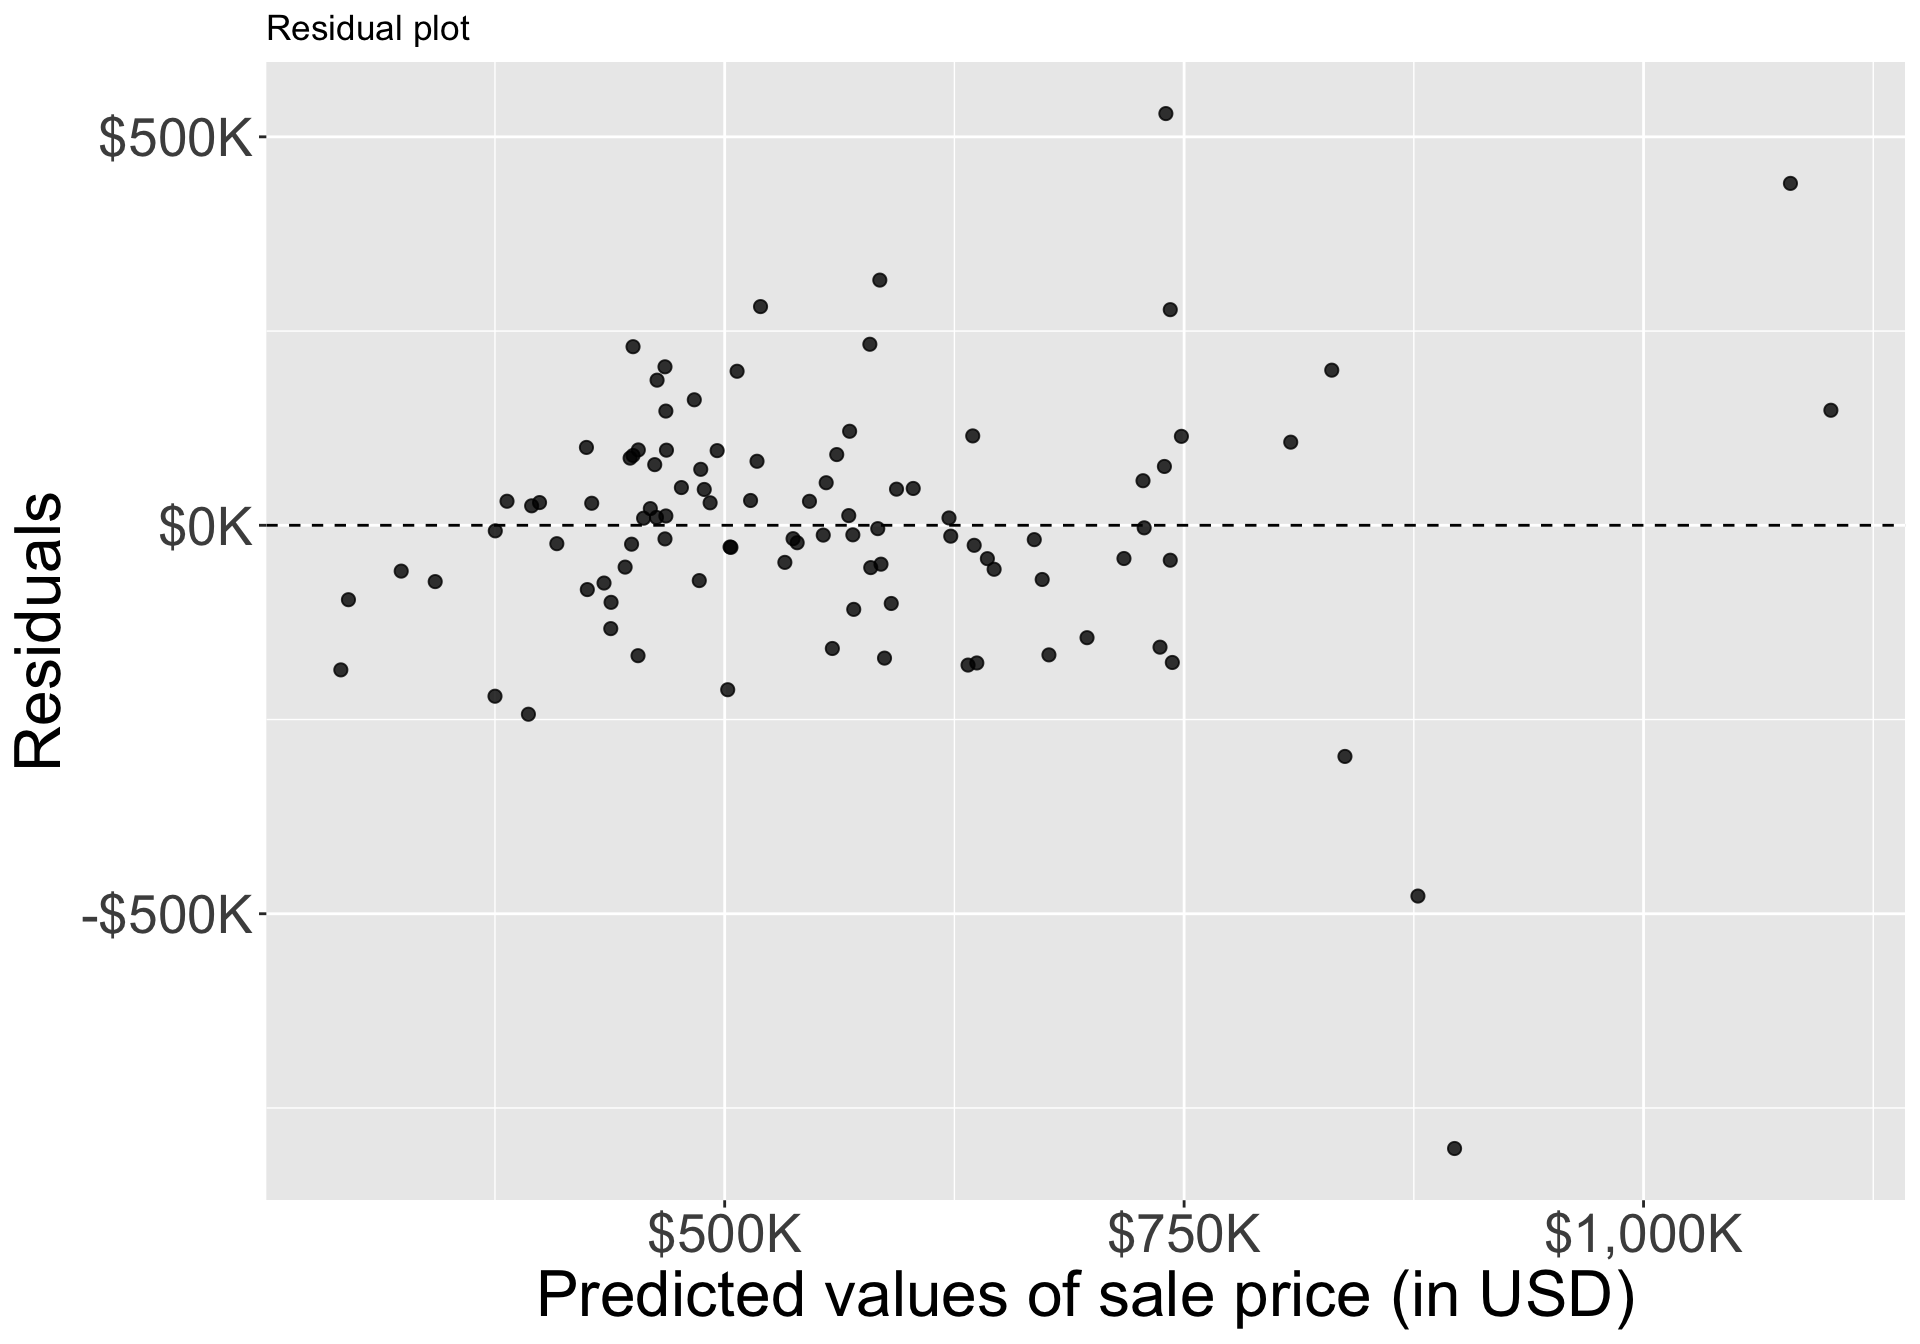 Residual plot
$500K
$0K
-$500K
Residuals
$500K
$750K
$1,000K
Predicted values of sale price (in USD)